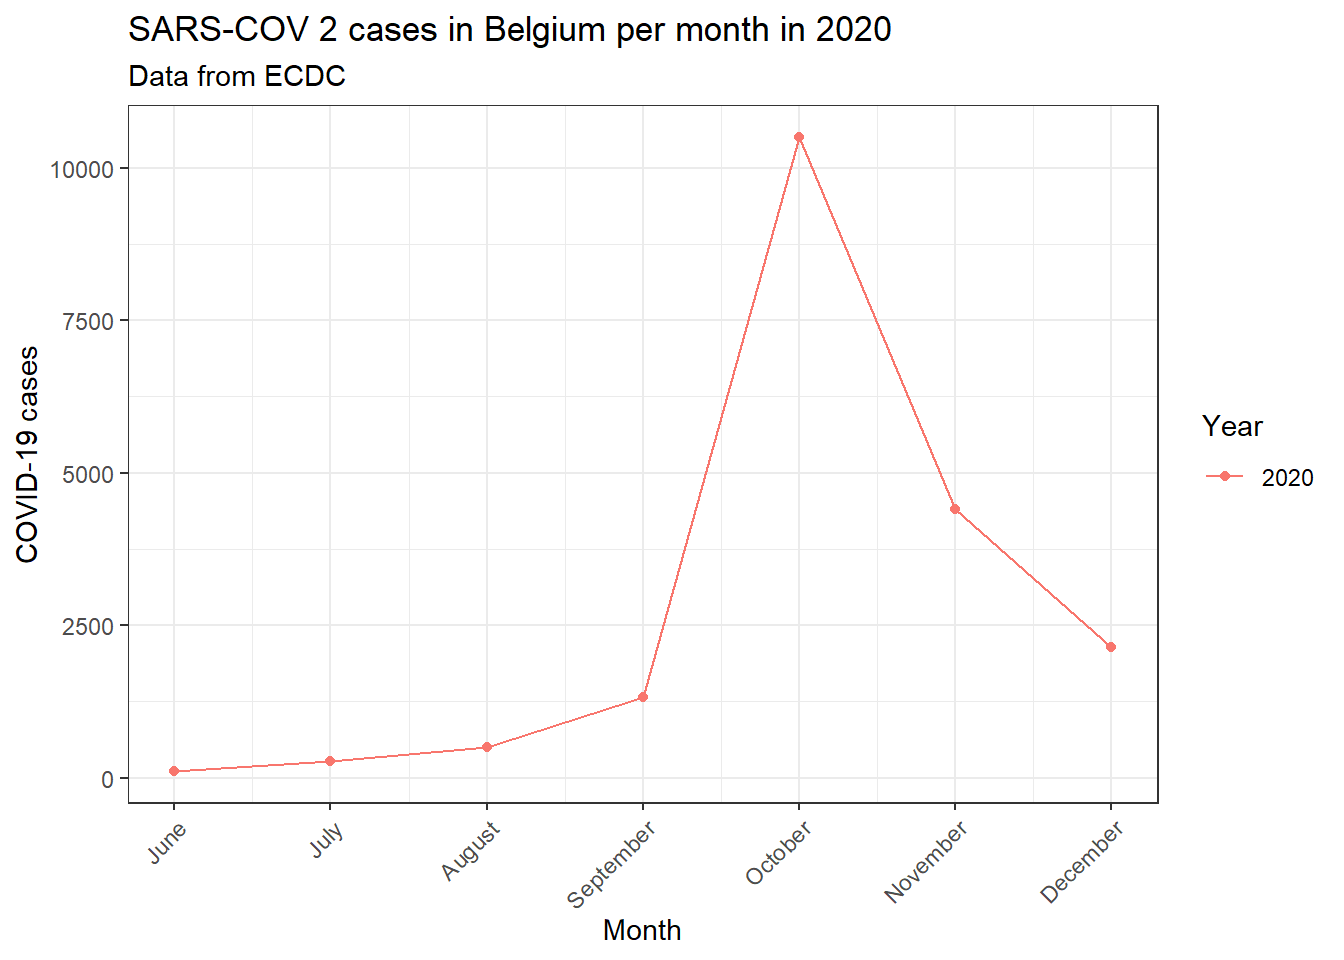 SARS-COV 2 cases in Belgium per month in 2020
Data from ECDC
COVID-19 cases
10000
7500
5000
2500
0
June
July
August
September
October
November
December
Month
Year
2020